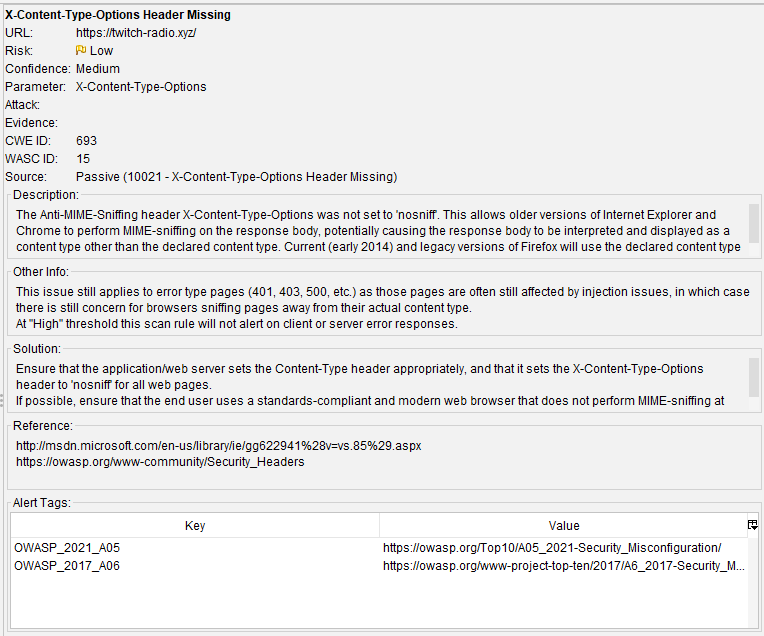 X-Content-Type-Options Header Missing
URL: https://twitch-radio.xyz/
Risk: Low
Confidence: Medium
Parameter: X-Content-Type-Options
Attack:
Evidence:
CWE ID: 693
WASC ID: 15
Source: Passive (10021 - X-Content-Type-Options Header Missing)
Description:
The Anti-MIME-Sniffing header X-Content-Type-Options was not set to 'nosniff'. This allows older versions of Internet Explorer and
Chrome to perform MIME-sniffing on the response body, potentially causing the response body to be interpreted and displayed as a
content type other than the declared content type. Current (early 2014) and legacy versions of Firefox will use the declared content type
Other Info:
This issue still applies to error type pages (401, 403, 500, etc.) as those pages are often still affected by injection issues, in which case
there is still concern for browsers sniffing pages away from their actual content type.
At "High" threshold this scan rule will not alert on client or server error responses.
Solution:
Ensure that the application/web server sets the Content-Type header appropriately, and that it sets the X-Content-Type-Options
header to 'nosniff' for all web pages.
If possible, ensure that the end user uses a standards-compliant and modern web browser that does not perform MIME-sniffing at
Reference:
http://msdn.microsoft.com/en-us/library/ie/gg622941%28v=vs.85%29.aspx
https://owasp.org/www-community/Security_Headers
Alert Tags:
Key Value
OWASP_2021_A05 https://owasp.org/Top10/A05_2021-Security_Misconfiguration/
OWASP_2017_A06 https://owasp.org/www-project-top-ten/2017/A6_2017-Security_M...